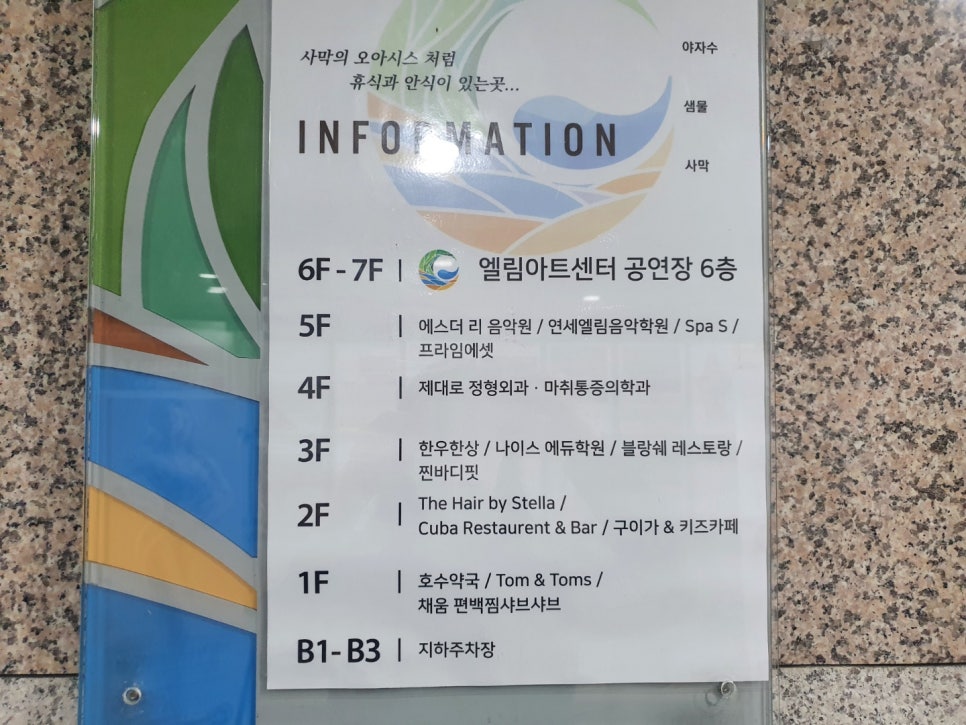 사막의 오아시스 처럼
휴식과 안식이 있는곳...
야자수
샘물
사막
INFORMATION
6F - 7F | 엘림아트센터 공연장 6층
5F | 에스더 리 음악원 / 연세엘림음악학원 / Spa S /
프라임에셋
4F | 제대로 정형외과 · 마취통증의학과
3F | 한우한상 / 나이스 에듀학원 / 블랑쉐 레스토랑 /
찐바디핏
2F | The Hair by Stella /
Cuba Restaurent & Bar / 구이가 & 키즈카페
1F | 호수약국 / Tom & Toms /
채움 편백찜샤브샤브
B1- B3 | 지하주차장